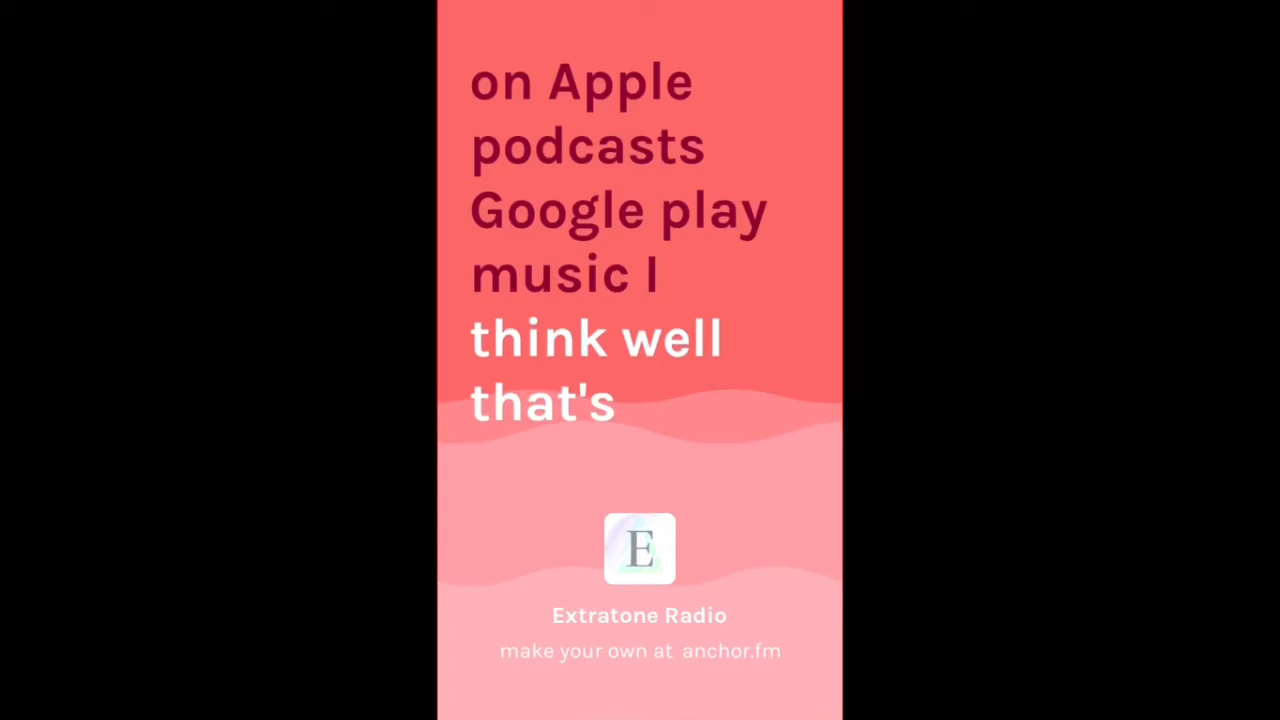 on Apple
podcasts
Google play
music I
think well
that's
E
Extratone Radio
make your own at anchor.fm